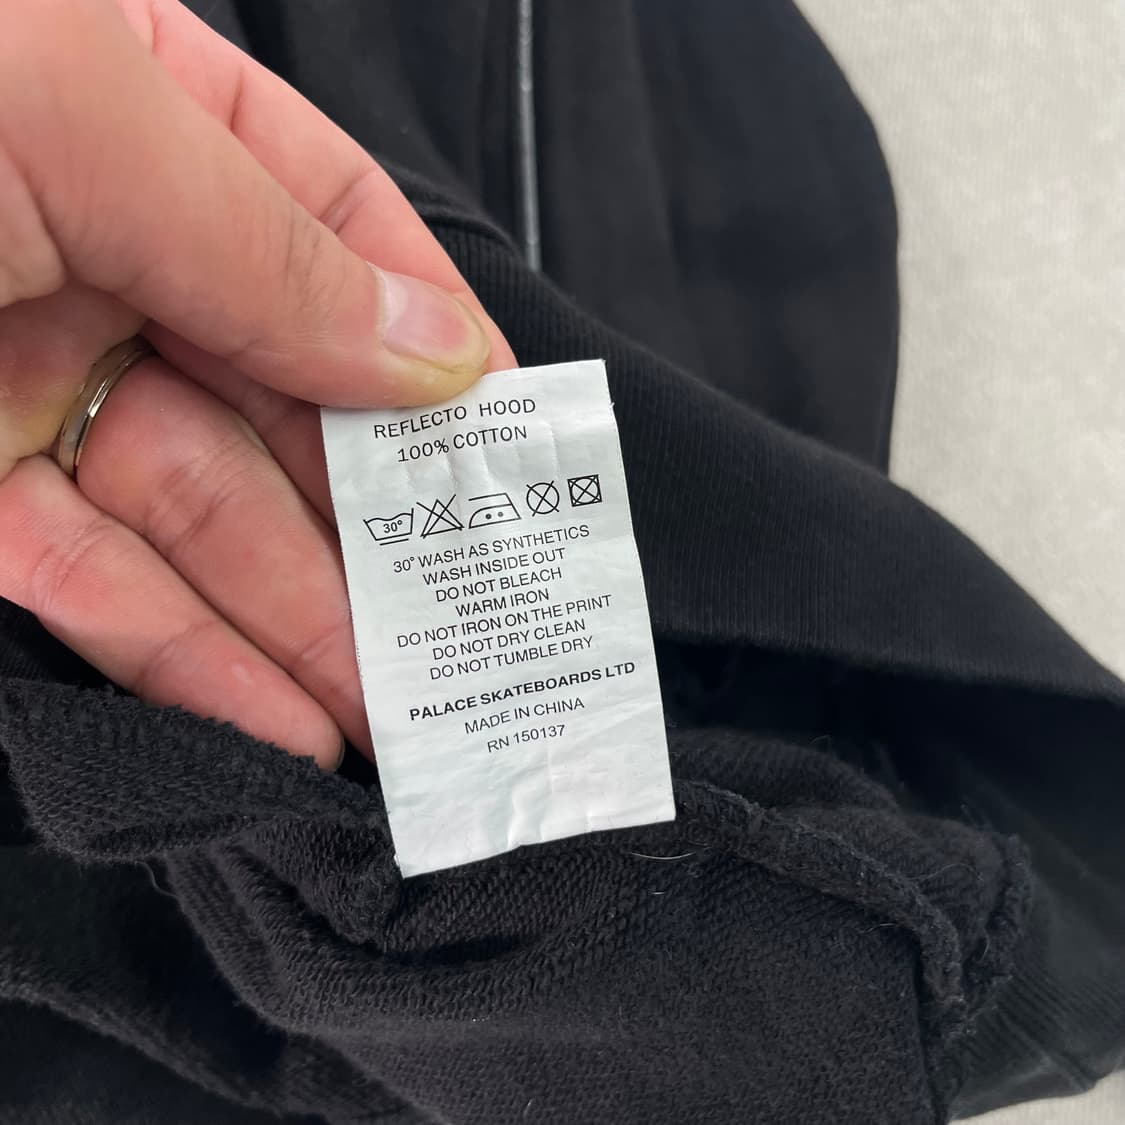 REFLECTO HOOD
100% COTTON
30°
30° WASH AS SYNTHETICS
WASH INSIDE OUT
DO NOT BLEACH
WARM IRON
DO NOT IRON ON THE PRINT
DO NOT DRY CLEAN
DO NOT TUMBLE DRY
PALACE SKATEBOARDS LTD
MADE IN CHINA
RN 150137